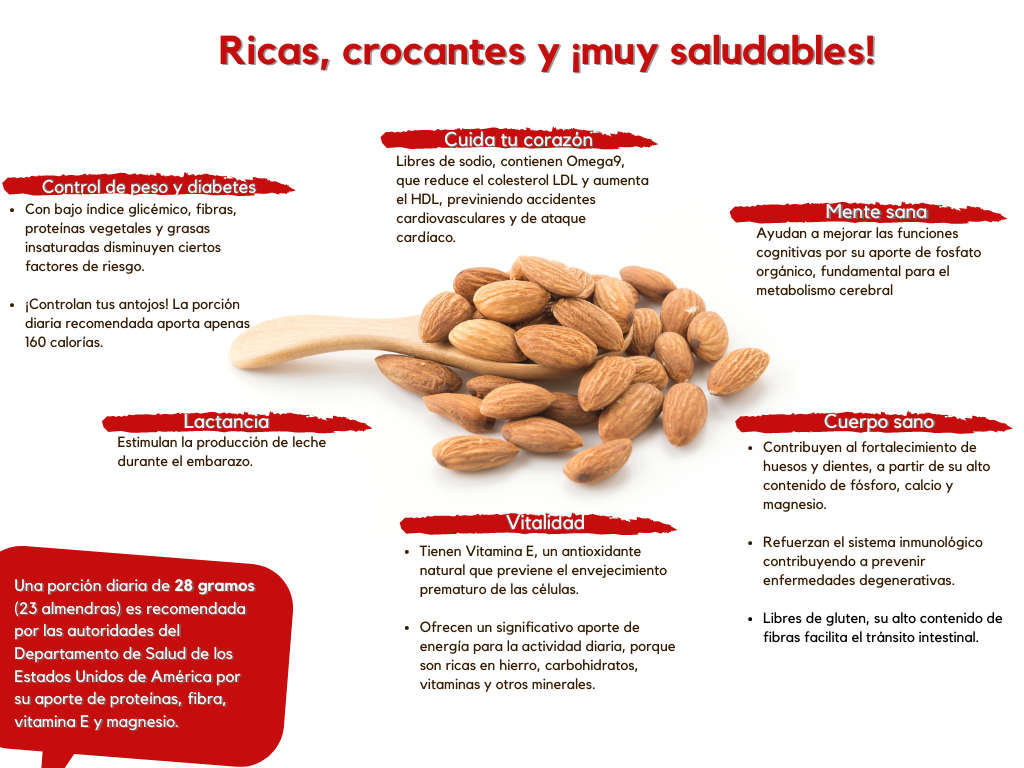 Ricas, crocantes y ¡muy saludables!
Cuida tu corazón
Libres de sodio, contienen Omega9,
que reduce el colesterol LDL y aumenta
el HDL, previniendo accidentes
cardiovasculares y de ataque
cardíaco.
Control de peso y diabetes
• Con bajo índice glicémico, fibras,
proteínas vegetales y grasas
insaturadas disminuyen ciertos
factores de riesgo.
• ¡Controlan tus antojos! La porción
diaria recomendada aporta apenas
160 calorías.
Mente sana
Ayudan a mejorar las funciones
cognitivas por su aporte de fosfato
orgánico, fundamental para el
metabolismo cerebral
Lactancia
Estimulan la producción de leche
durante el embarazo.
Cuerpo sano
• Contribuyen al fortalecimiento de
huesos y dientes, a partir de su alto
contenido de fósforo, calcio y
magnesio.
• Refuerzan el sistema inmunológico
contribuyendo a prevenir
enfermedades degenerativas.
• Libres de gluten, su alto contenido de
fibras facilita el tránsito intestinal.
Vitalidad
• Tienen Vitamina E, un antioxidante
natural que previene el envejecimiento
prematuro de las células.
• Ofrecen un significativo aporte de
energía para la actividad diaria, porque
son ricas en hierro, carbohidratos,
vitaminas y otros minerales.
Una porción diaria de 28 gramos
(23 almendras) es recomendada
por las autoridades del
Departamento de Salud de los
Estados Unidos de América por
su aporte de proteínas, fibra,
vitamina E y magnesio.